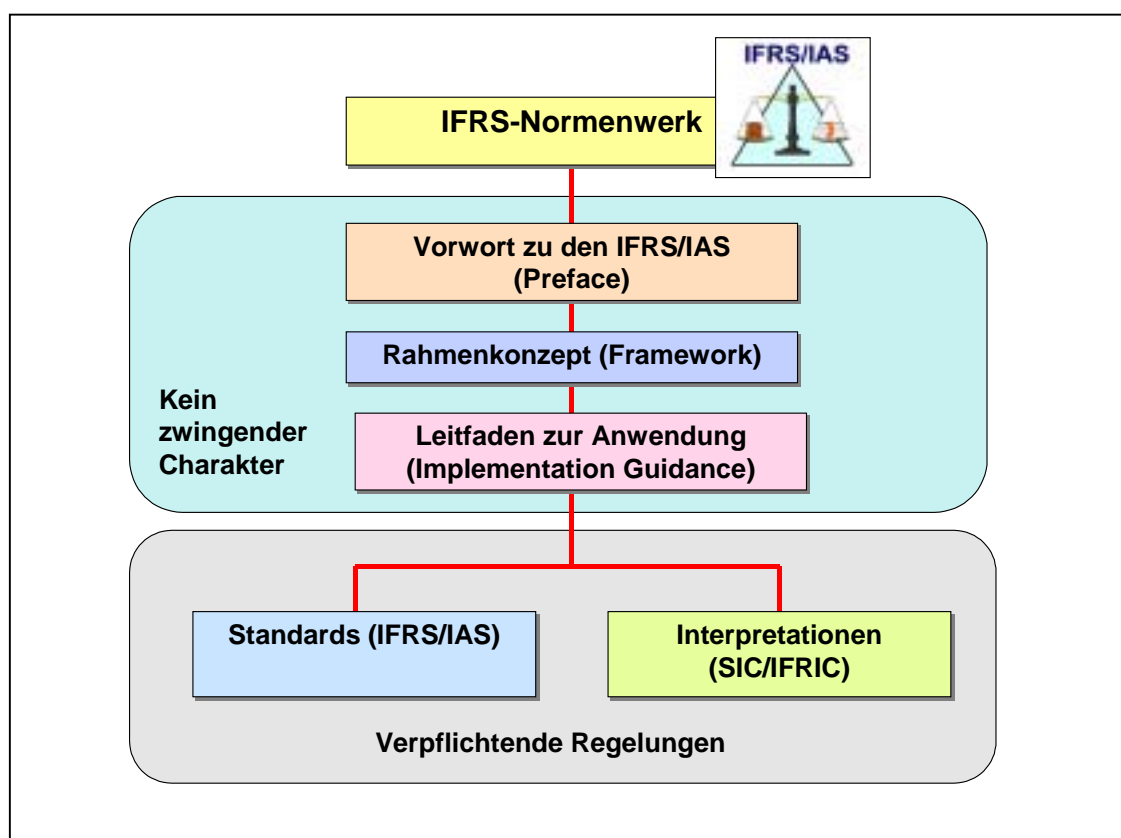 IFRS/IAS
IFRS-Normenwerk
Vorwort zu den IFRS/IAS
(Preface)
Rahmenkonzept (Framework)
Kein
zwingender
Charakter
Leitfaden zur Anwendung
(Implementation Guidance)
Standards (IFRS/IAS)
Interpretationen
(SIC/IFRIC)
Verpflichtende Regelungen